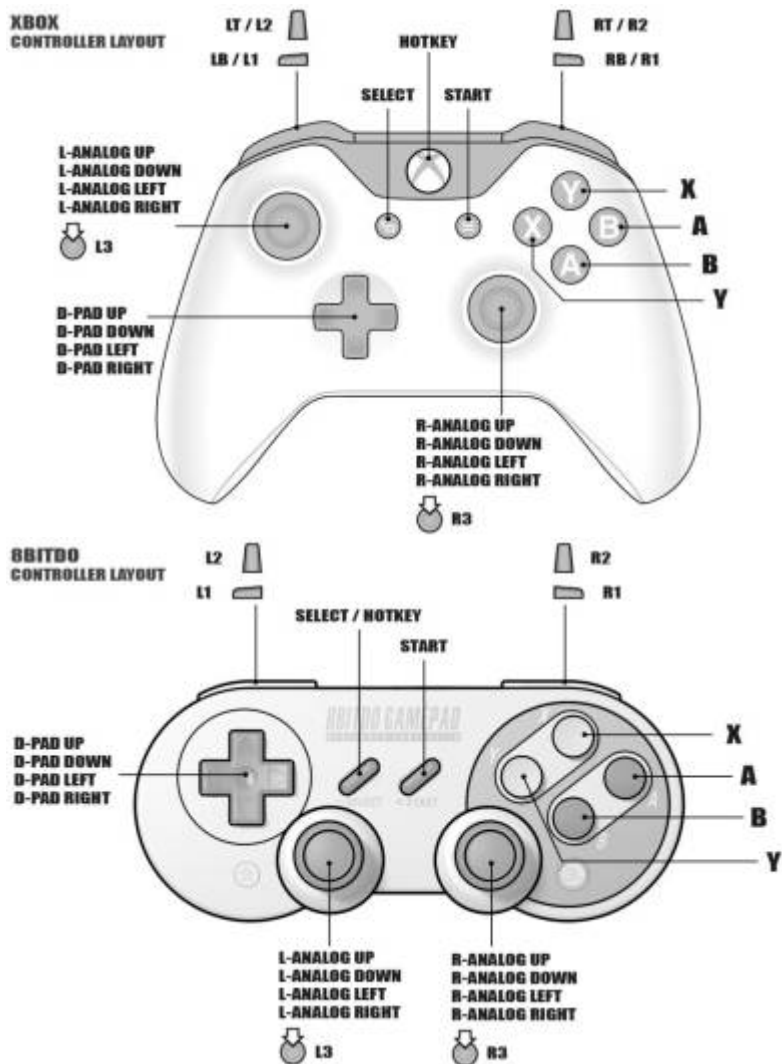 XBOX
CONTROLLER LAYOUT
LT / L2
LB / L1
HOTKEY
RT / R2
RB / R1
SELECT
START
L-ANALOG UP
L-ANALOG DOWN
L-ANALOG LEFT
L-ANALOG RIGHT
L3
Y
X
B
A
X
A
B
Y
D-PAD UP
D-PAD DOWN
D-PAD LEFT
D-PAD RIGHT
R-ANALOG UP
R-ANALOG DOWN
R-ANALOG LEFT
R-ANALOG RIGHT
R3
8BITDO
CONTROLLER LAYOUT
L2
L1
R2
R1
SELECT / HOTKEY
START
8BITDO GAMEPAD
X
A
B
Y
D-PAD UP
D-PAD DOWN
D-PAD LEFT
D-PAD RIGHT
SELECT
START
L-ANALOG UP
L-ANALOG DOWN
L-ANALOG LEFT
L-ANALOG RIGHT
L3
R-ANALOG UP
R-ANALOG DOWN
R-ANALOG LEFT
R-ANALOG RIGHT
R3